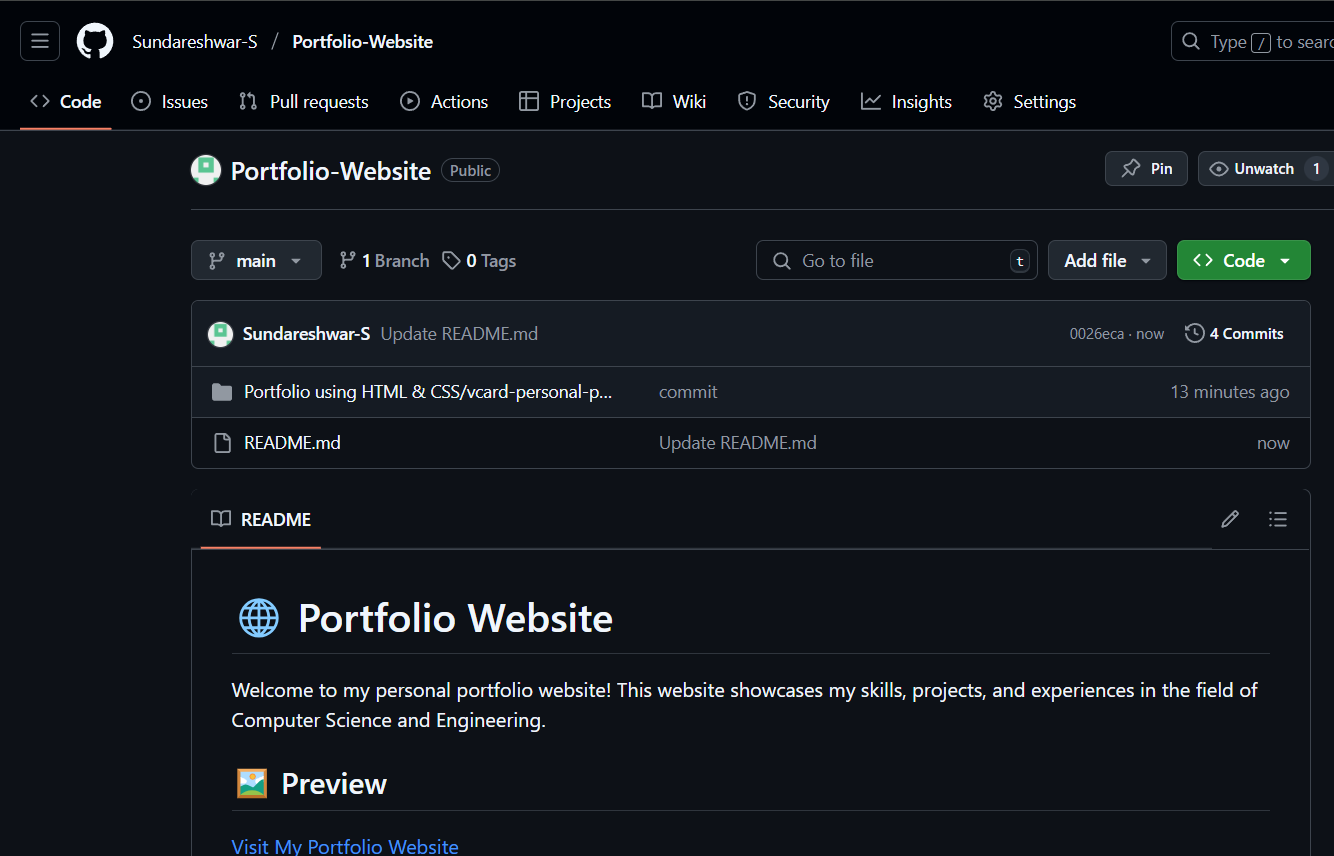 Sundareshwar-S / Portfolio-Website
Type / to searc
Code Issues Pull requests Actions Projects Wiki Security Insights Settings
Portfolio-Website Public
Pin Unwatch 1
main 1 Branch 0 Tags Go to file t Add file Code
Sundareshwar-S Update README.md 0026eca · now 4 Commits
Portfolio using HTML & CSS/vcard-personal-p... commit 13 minutes ago
README.md Update README.md now
README
Portfolio Website
Welcome to my personal portfolio website! This website showcases my skills, projects, and experiences in the field of
Computer Science and Engineering.
Preview
Visit My Portfolio Website